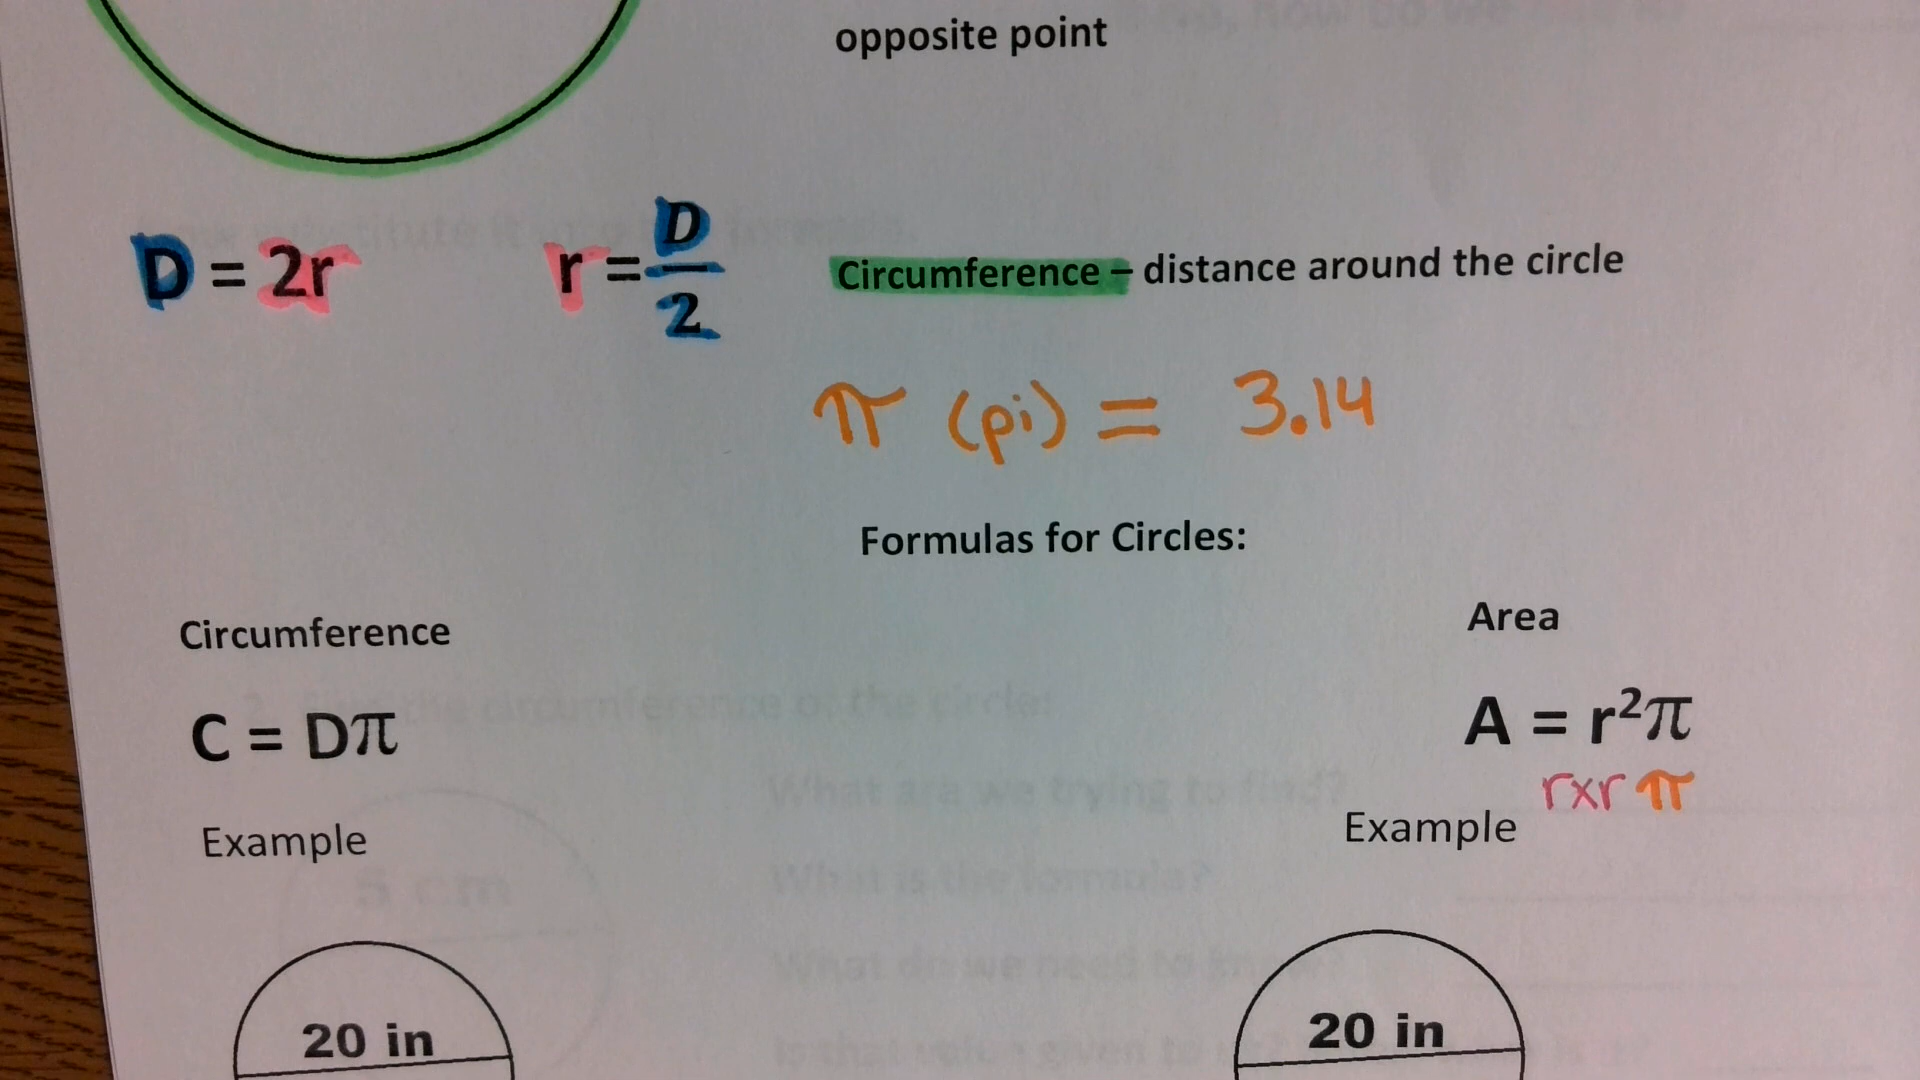 opposite point
D = 2r
r = D/2
Circumference – distance around the circle
π (pi) = 3.14
Formulas for Circles:
Circumference
Area
C = Dπ
A = r²π
rxr π
Example
Example
20 in
20 in